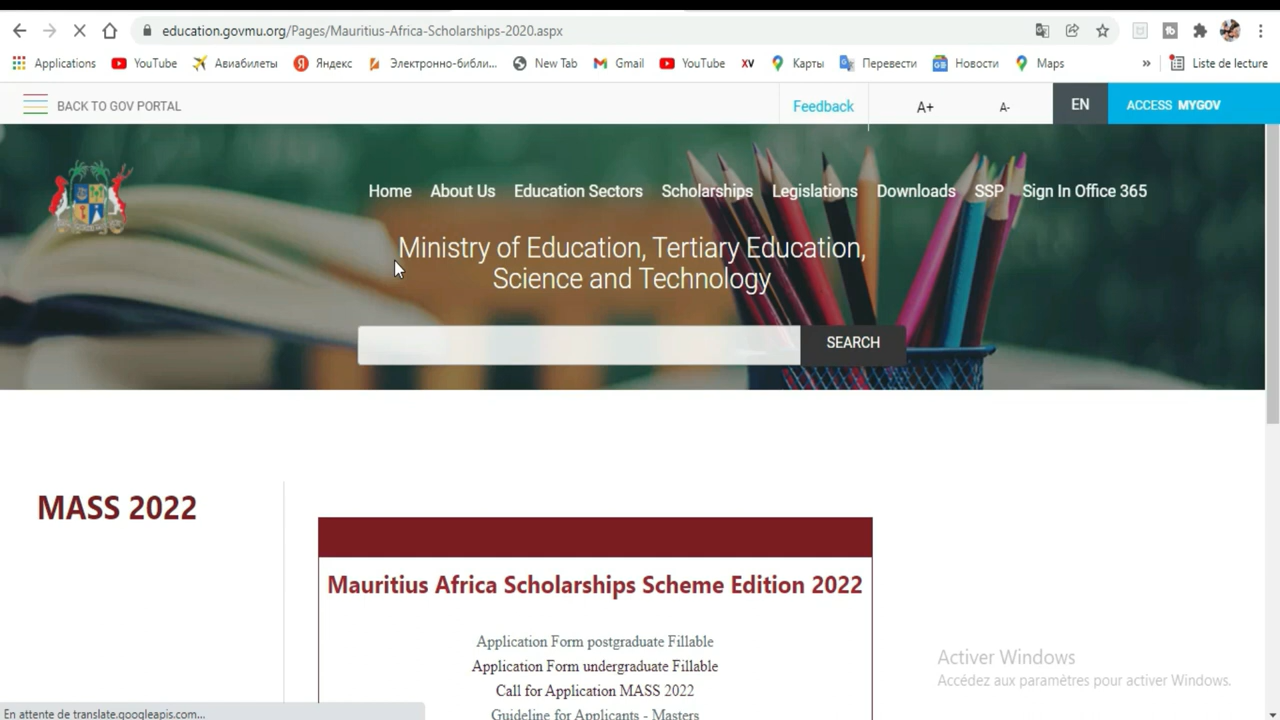 education.govmu.org/Pages/Mauritius-Africa-Scholarships-2020.aspx
Applications YouTube Авиабилеты Яндекс Электронно-библи... New Tab Gmail YouTube XV Карты Перевести Новости Maps » Liste de lecture
BACK TO GOV PORTAL Feedback A+ A- EN ACCESS MYGOV
Home About Us Education Sectors Scholarships Legislations Downloads SSP Sign In Office 365
Ministry of Education, Tertiary Education,
Science and Technology
SEARCH
MASS 2022
Mauritius Africa Scholarships Scheme Edition 2022
Application Form postgraduate Fillable
Application Form undergraduate Fillable
Call for Application MASS 2022
Guideline for Applicants - Masters
Activer Windows
Accédez aux paramètres pour activer Windows.
En attente de translate.googleapis.com...